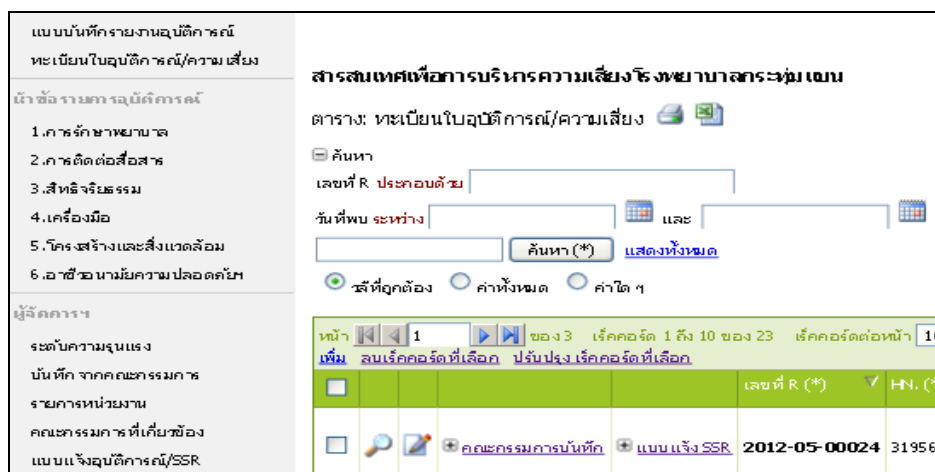 แบบบันทึกรายงานอุบัติการณ์
ทะเบียนใบอุบัติการณ์/ความเสี่ยง
หัวข้อรายการอุบัติการณ์
1.การรักษาพยาบาล
2.การติดต่อสื่อสาร
3.สิทธิจริยธรรม
4.เครื่องมือ
5.โครงสร้างและสิ่งแวดล้อม
6.อาชีวอนามัยความปลอดภัยฯ
ผู้จัดการฯ
ระดับความรุนแรง
บันทึก จากคณะกรรมการ
รายการหน่วยงาน
คณะกรรมการที่เกี่ยวข้อง
แบบแจ้งอุบัติการณ์/SSR
สารสนเทศเพื่อการบริหารความเสี่ยงโรงพยาบาลกระทุ่มแบน
ตาราง: ทะเบียนใบอุบัติการณ์/ความเสี่ยง
ค้นหา
เลขที่ R ประกอบด้วย
วันที่พบ ระหว่าง และ
ค้นหา (*) แสดงทั้งหมด
วลีที่ถูกต้อง คำทั้งหมด คำใด ๆ
หน้า 1 ของ 3 เร็คคอร์ด 1 ถึง 10 ของ 23 เร็คคอร์ดต่อหน้า
เพิ่ม ลบเร็คคอร์ดที่เลือก ปรับปรุง เร็คคอร์ดที่เลือก
เลขที่ R (*) HN. (*
คณะกรรมการบันทึก แบบแจ้ง SSR 2012-05-00024 31956